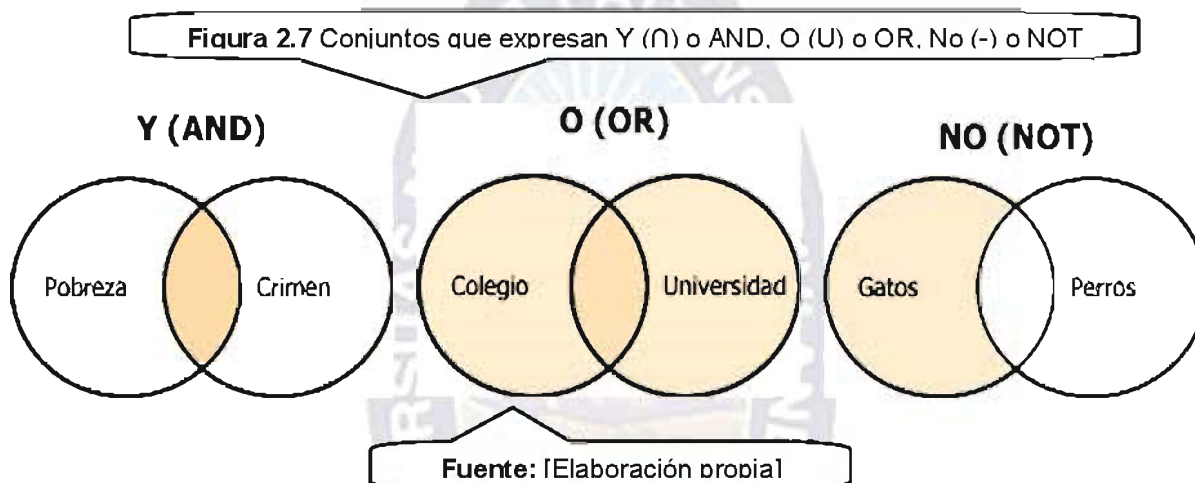 Figura 2.7 Conjuntos que expresan Y (∩) o AND, O (U) o OR, No (-) o NOT
Y (AND)
O (OR)
NO (NOT)
Pobreza
Crimen
Colegio
Universidad
Gatos
Perros
Fuente: [Elaboración propia]